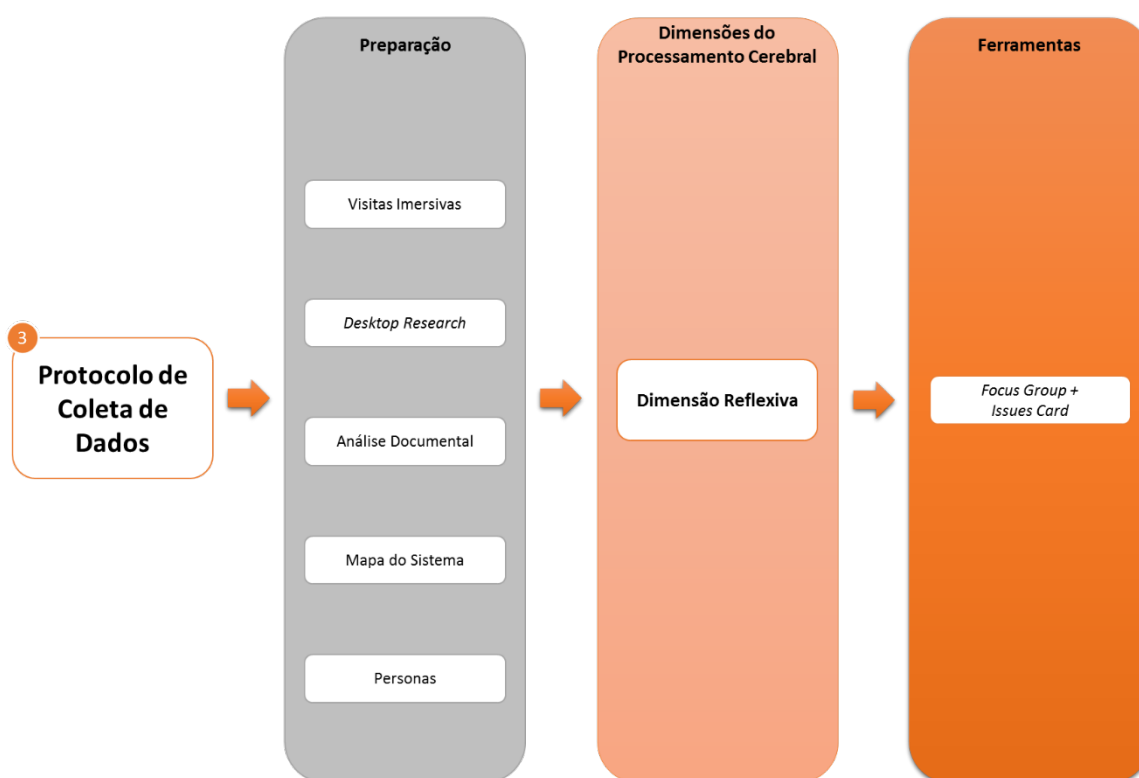 3
Protocolo de
Coleta de
Dados
Preparação
Visitas Imersivas
Desktop Research
Análise Documental
Mapa do Sistema
Personas
Dimensões do
Processamento Cerebral
Dimensão Reflexiva
Ferramentas
Focus Group +
Issues Card